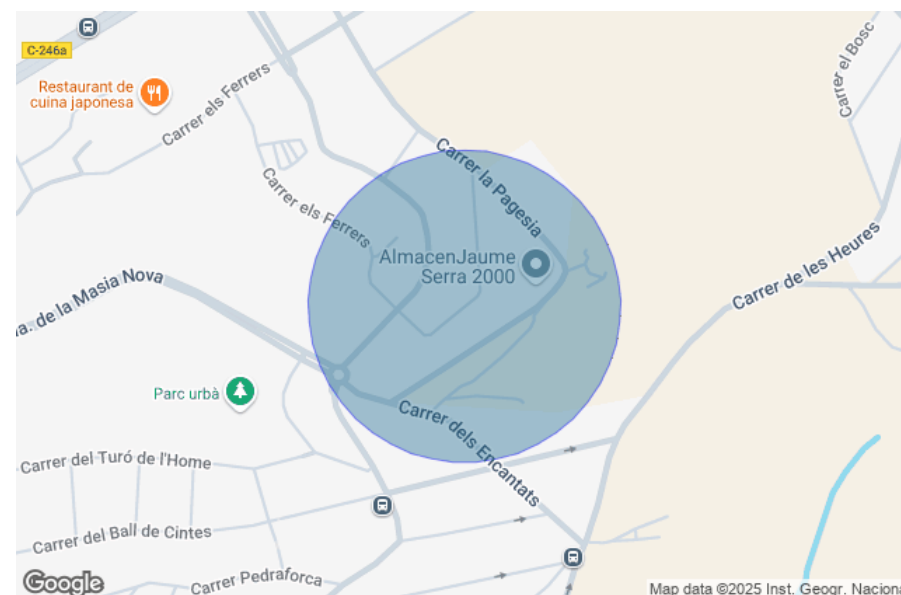 C-246a
Restaurant de
cuina japonesa
Carrer els Ferrers
Carrer el Bosc
Carrer la Pagesia
Carrer els Ferrers
AlmacenJaume
Serra 2000
Carrer de les Heures
a. de la Masia Nova
Parc urbà
Carrer dels Encantats
Carrer del Turó de l'Home
Carrer del Ball de Cintes
Carrer Pedraforca
Google
Map data ©2025 Inst. Geogr. Naciona